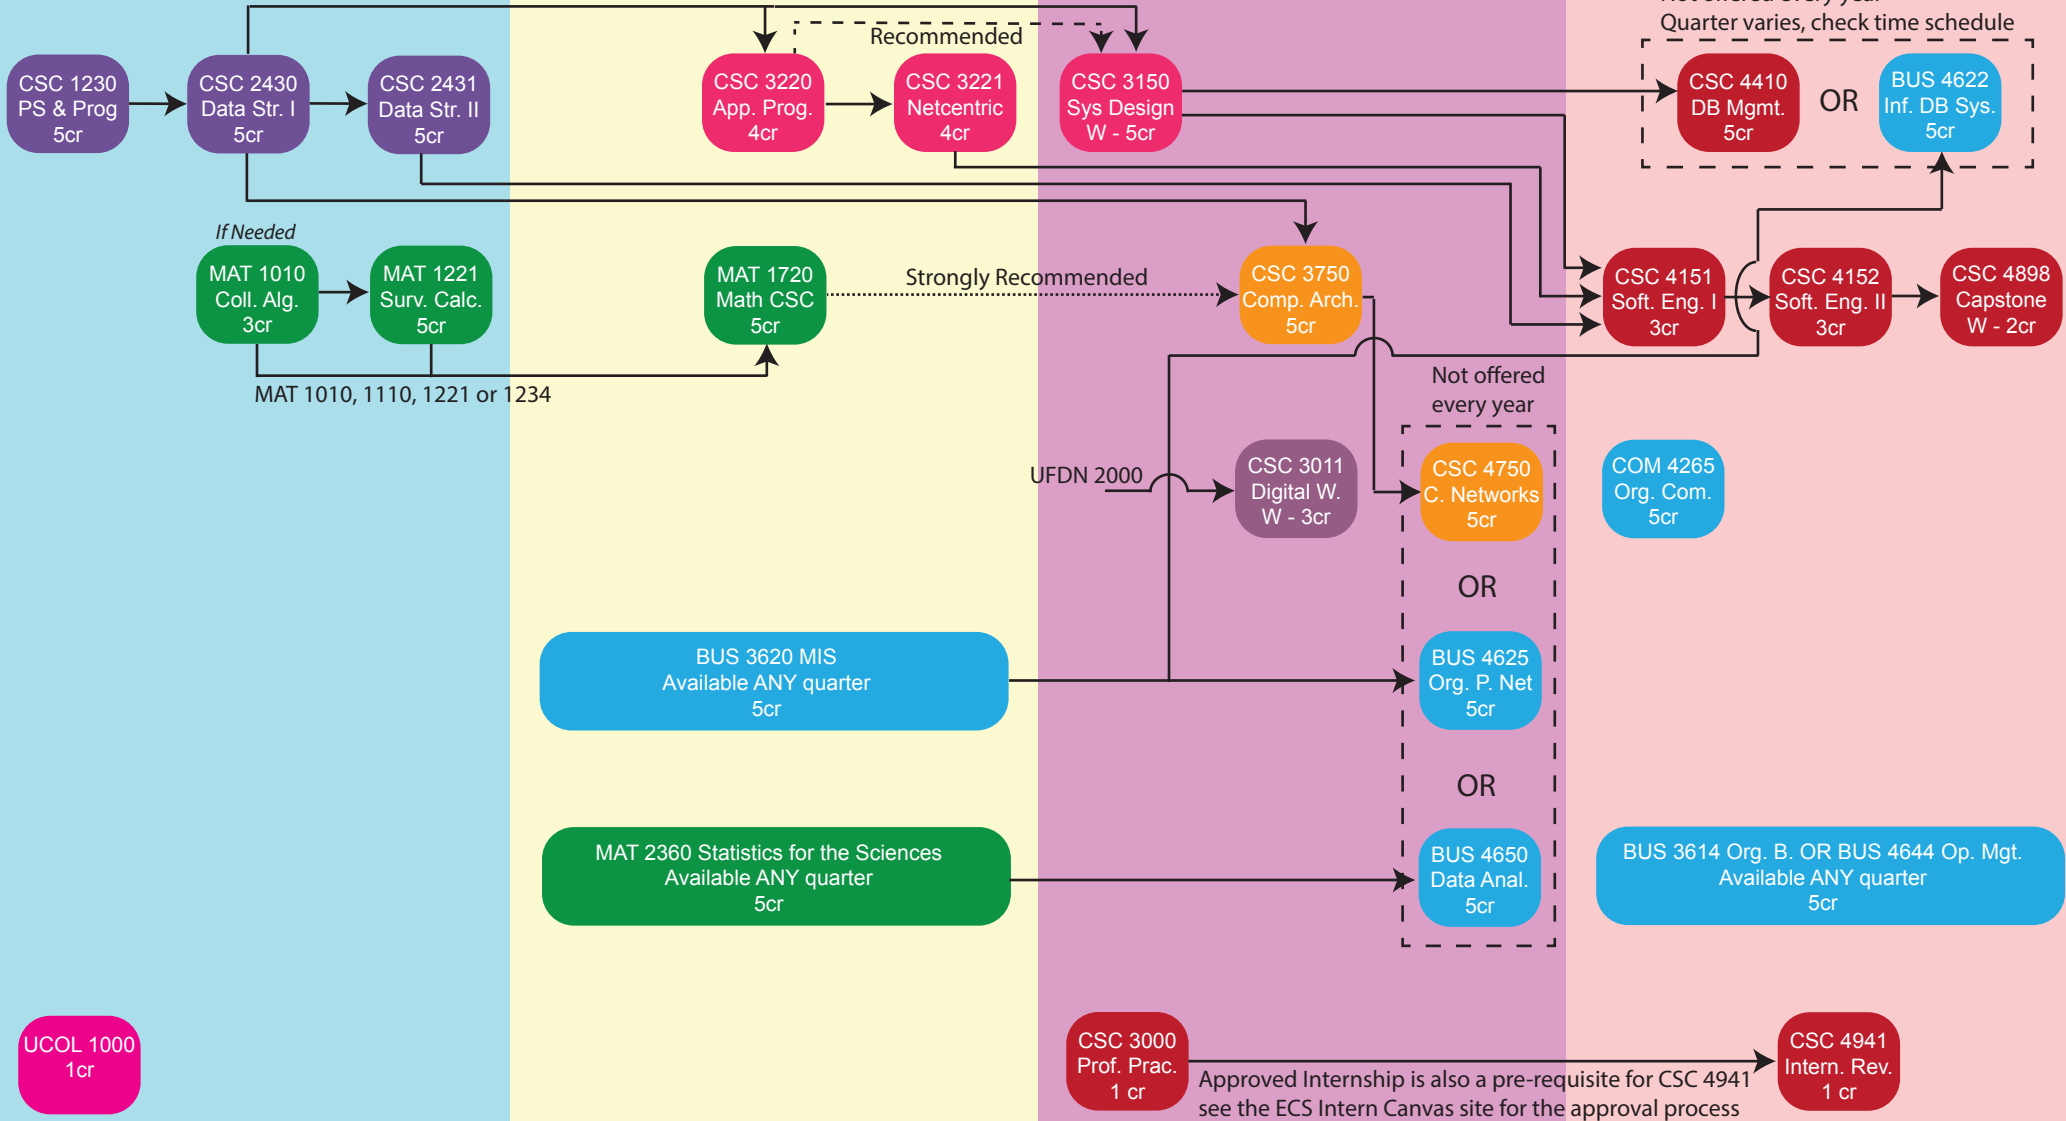 Not offered every year
Quarter varies, check time schedule
Recommended
CSC 1230
PS & Prog
5cr
CSC 2430
Data Str. I
5cr
CSC 2431
Data Str. II
5cr
CSC 3220
App. Prog.
4cr
CSC 3221
Netcentric
4cr
CSC 3150
Sys Design
W - 5cr
CSC 4410
DB Mgmt.
5cr
OR
BUS 4622
Inf. DB Sys.
5cr
If Needed
MAT 1010
Coll. Alg.
3cr
MAT 1221
Surv. Calc.
5cr
MAT 1720
Math CSC
5cr
Strongly Recommended
CSC 3750
Comp. Arch.
5cr
CSC 4151
Soft. Eng. I
3cr
CSC 4152
Soft. Eng. II
3cr
CSC 4898
Capstone
W - 2cr
MAT 1010, 1110, 1221 or 1234
Not offered
every year
UFDN 2000
CSC 3011
Digital W.
W - 3cr
CSC 4750
C. Networks
5cr
COM 4265
Org. Com.
5cr
OR
BUS 3620 MIS
Available ANY quarter
5cr
BUS 4625
Org. P. Net
5cr
OR
MAT 2360 Statistics for the Sciences
Available ANY quarter
5cr
BUS 4650
Data Anal.
5cr
BUS 3614 Org. B. OR BUS 4644 Op. Mgt.
Available ANY quarter
5cr
UCOL 1000
1cr
CSC 3000
Prof. Prac.
1 cr
Approved Internship is also a pre-requisite for CSC 4941
see the ECS Intern Canvas site for the approval process
CSC 4941
Intern. Rev.
1 cr